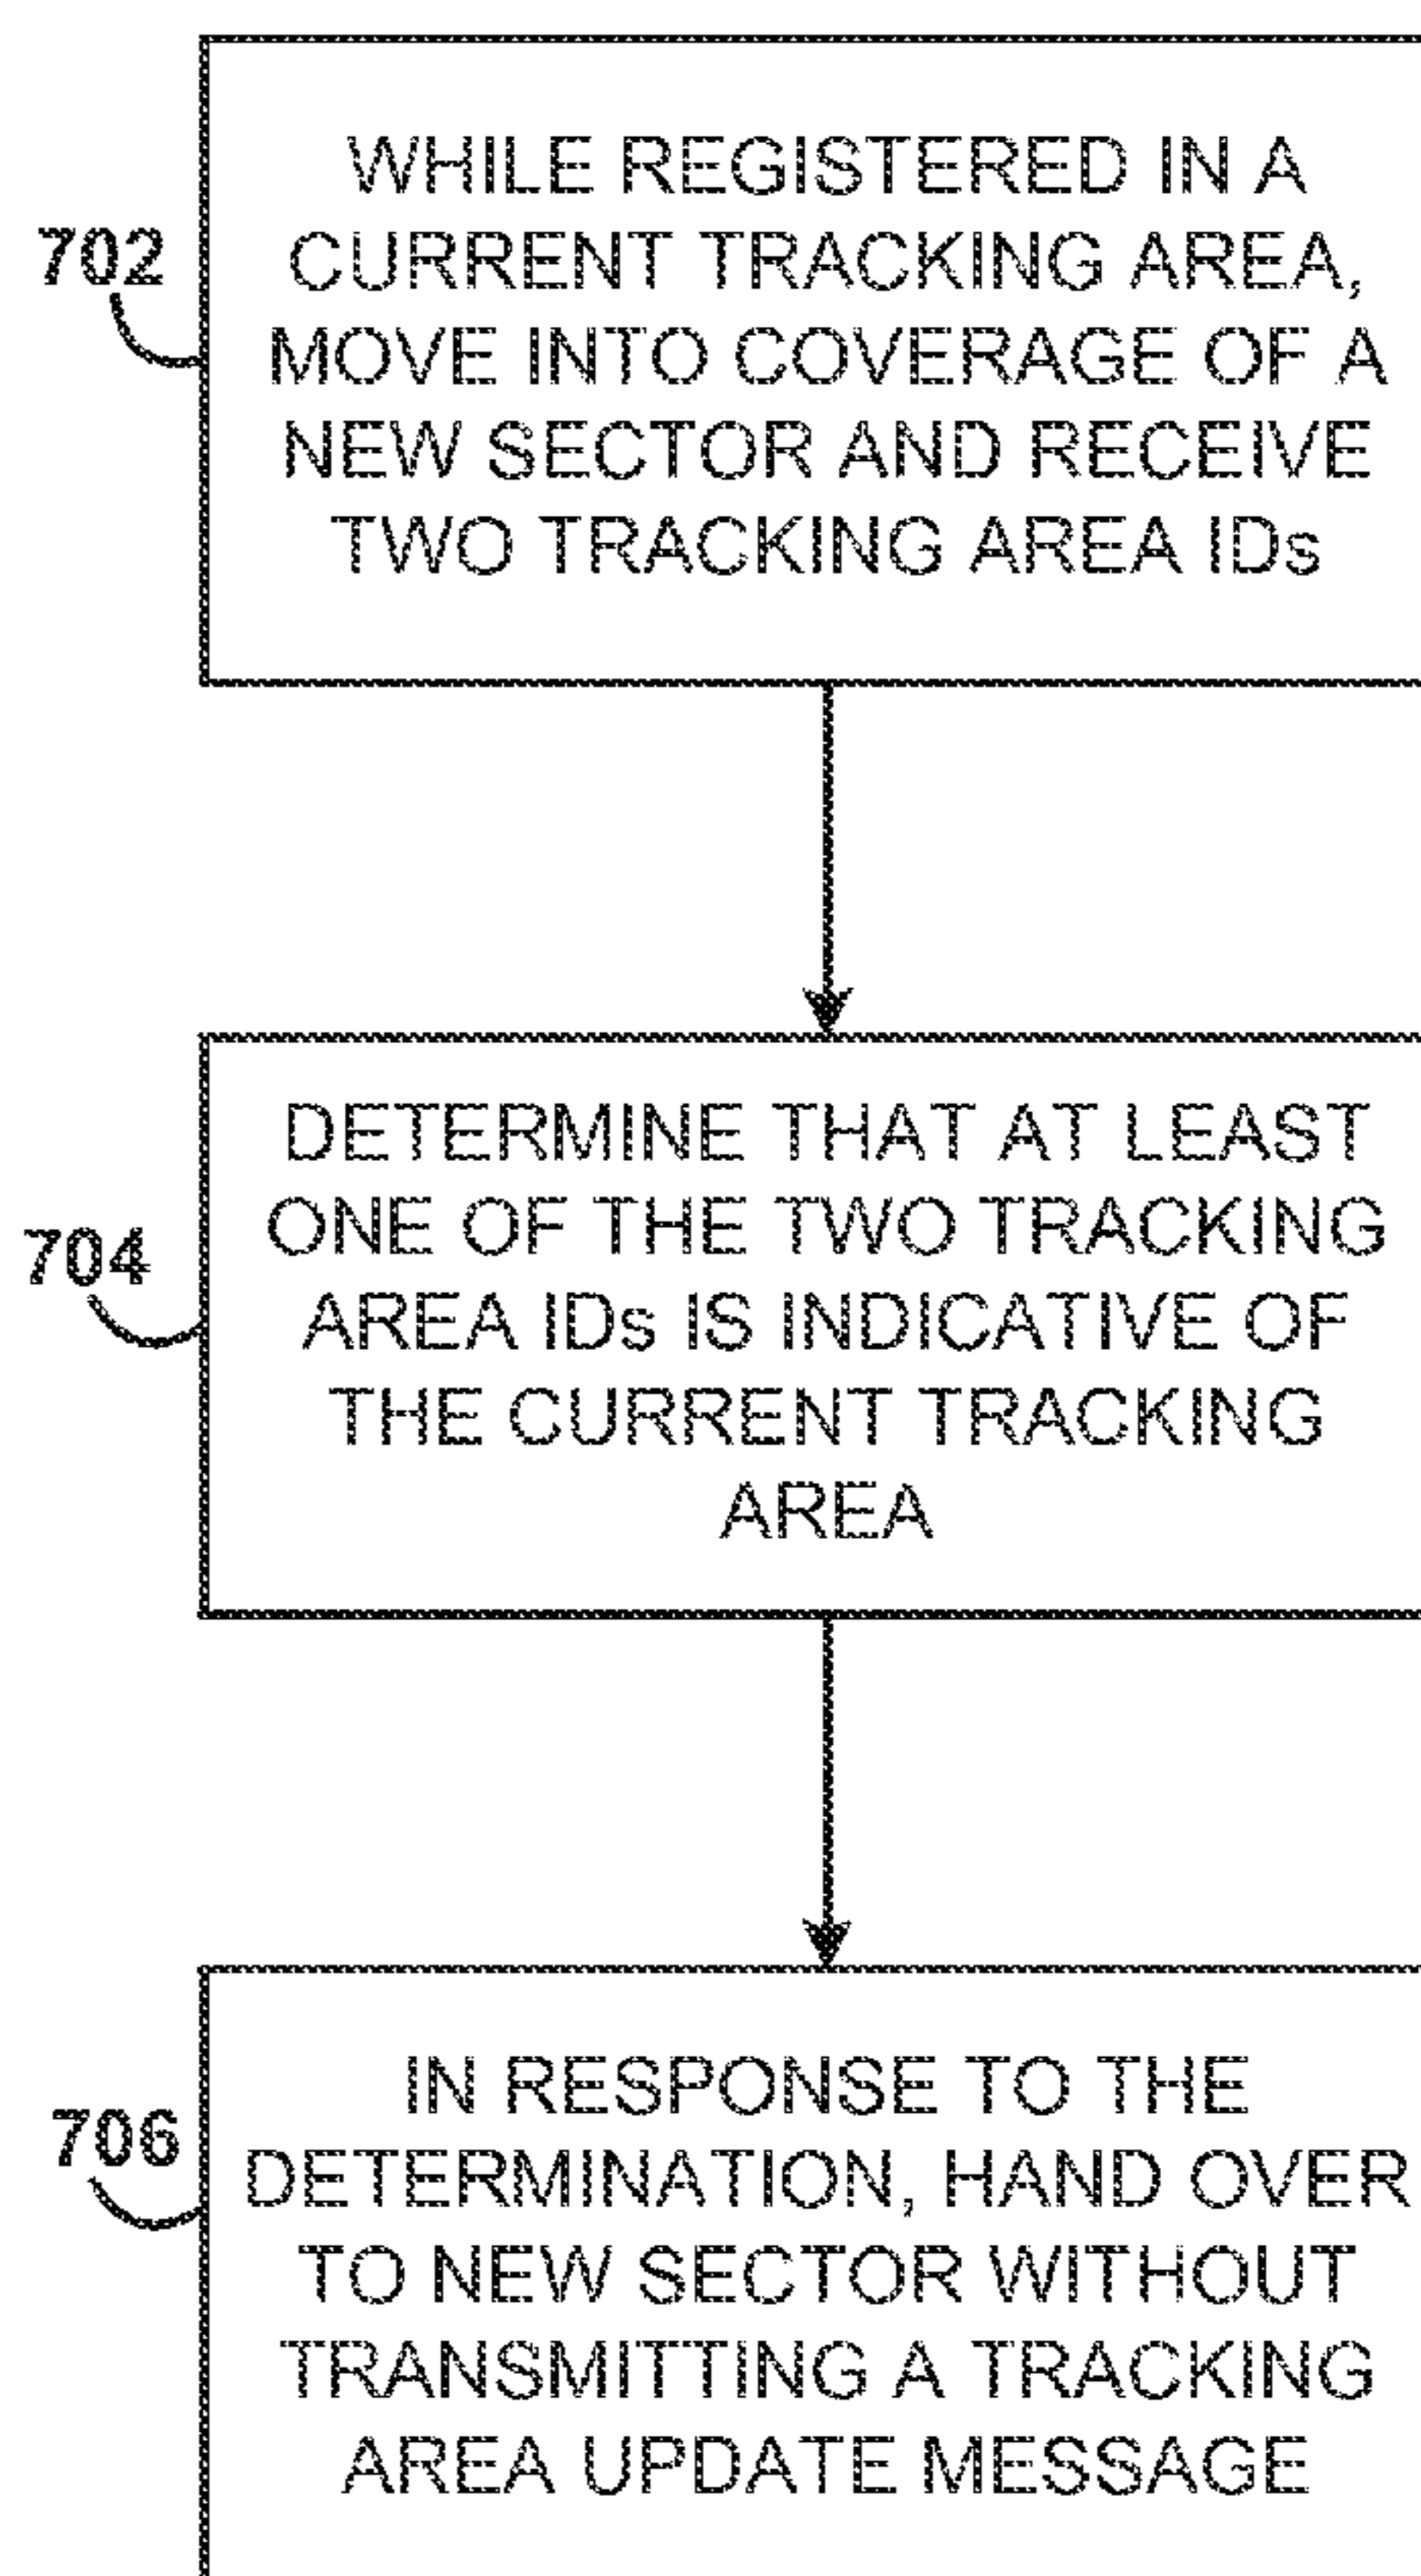 WHILE REGISTERED IN A
CURRENT TRACKING AREA,
702
MOVE INTO COVERAGE OF A
NEW SECTOR AND RECEIVE
TWO TRACKING AREA IDs
DETERMINE THAT AT LEAST
ONE OF THE TWO TRACKING
704
AREA IDs IS INDICATIVE OF
THE CURRENT TRACKING
AREA
IN RESPONSE TO THE
706
DETERMINATION, HAND OVER
TO NEW SECTOR WITHOUT
TRANSMITTING A TRACKING
AREA UPDATE MESSAGE